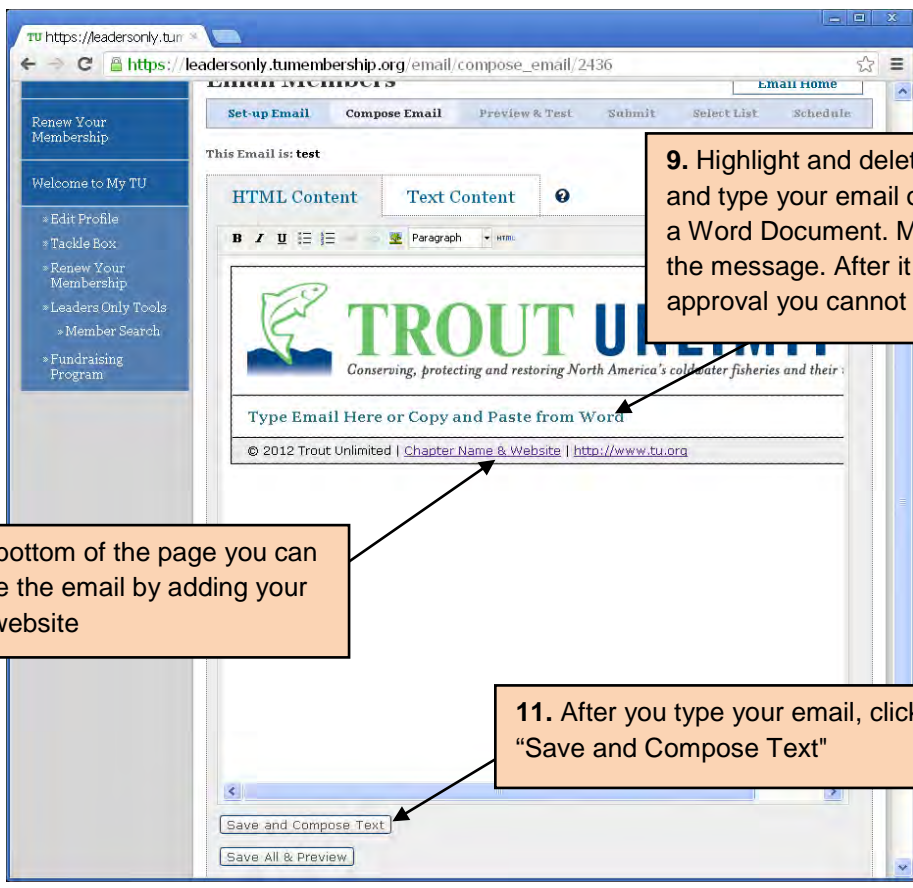 TU https://leadersonly.tum
https://leadersonly.tumembership.org/email/compose_email/2436
Email Members
Email Home
Renew Your
Membership
Welcome to My TU
» Edit Profile
» Tackle Box
» Renew Your
Membership
» Leaders Only Tools
» Member Search
» Fundraising
Program
Set-up Email Compose Email Preview & Test Submit Select List Schedule
This Email is: test
HTML Content Text Content ?
B I U Paragraph HTML
9. Highlight and delet
and type your email
a Word Document. M
the message. After it
approval you cannot
TROUT UNLIMIT
Conserving, protecting and restoring North America's coldwater fisheries and their
Type Email Here or Copy and Paste from Word
© 2012 Trout Unlimited | Chapter Name & Website | http://www.tu.org
bottom of the page you can
e the email by adding your
website
11. After you type your email, click
“Save and Compose Text"
Save and Compose Text
Save All & Preview